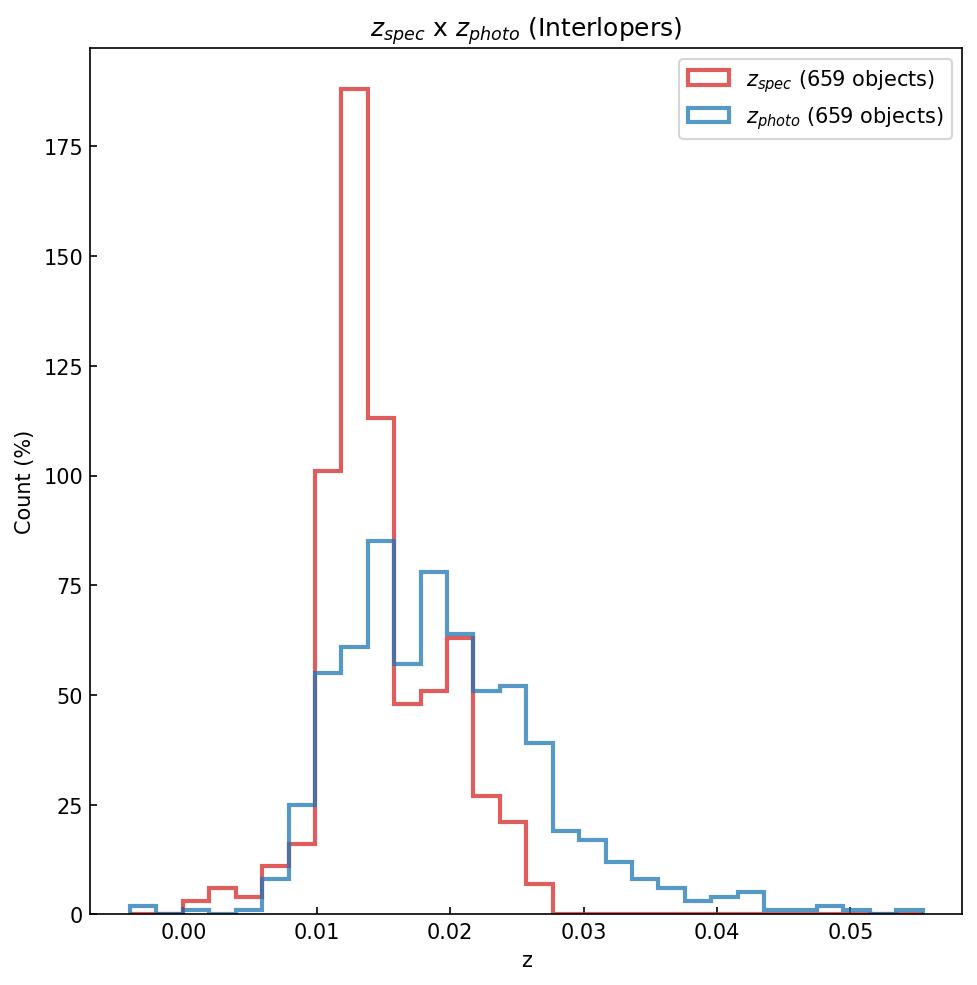 z_spec x z_photo (Interlopers)
z_spec (659 objects)
z_photo (659 objects)
Count (%)
175
150
125
100
75
50
25
0
0.00 0.01 0.02 0.03 0.04 0.05
z